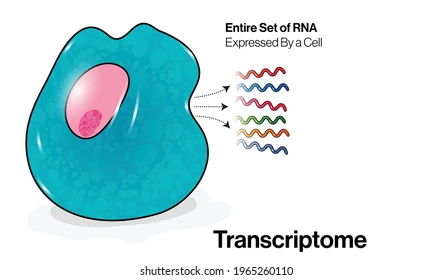 Entire Set of RNA
Expressed By a Cell
Transcriptome
shutterstock.com · 1965260110